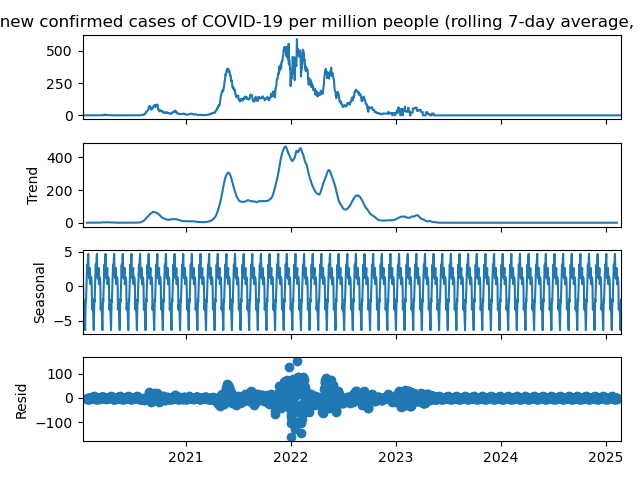 new confirmed cases of COVID-19 per million people (rolling 7-day average,
500
250
0
Trend
400
200
0
Seasonal
5
0
−5
Resid
100
0
−100
2021 2022 2023 2024 2025